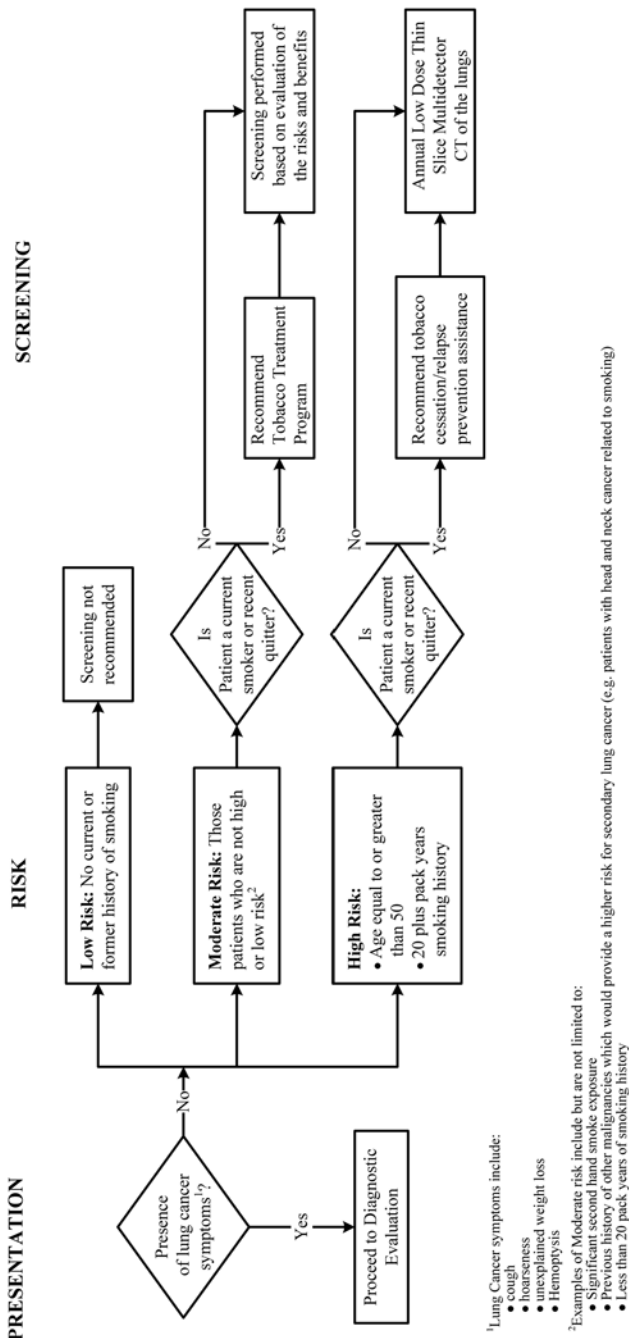 PRESENTATION
RISK
SCREENING
Presence
of lung cancer
symptoms¹?
No
Yes
Proceed to Diagnostic
Evaluation
Low Risk: No current or
former history of smoking
Screening not
recommended
Moderate Risk: Those
patients who are not high
or low risk²
Is
Patient a current
smoker or recent
quitter?
No
Yes
Recommend
Tobacco Treatment
Program
Screening performed
based on evaluation of
the risks and benefits
High Risk:
• Age equal to or greater
than 50
• 20 plus pack years
smoking history
Is
Patient a current
smoker or recent
quitter?
No
Yes
Recommend tobacco
cessation/relapse
prevention assistance
Annual Low Dose Thin
Slice Multidetector
CT of the lungs
¹Lung Cancer symptoms include:
• cough
• hoarseness
• unexplained weight loss
• Hemoptysis
²Examples of Moderate risk include but are not limited to:
• Significant second hand smoke exposure
• Previous history of other malignancies which would provide a higher risk for secondary lung cancer (e.g. patients with head and neck cancer related to smoking)
• Less than 20 pack years of smoking history